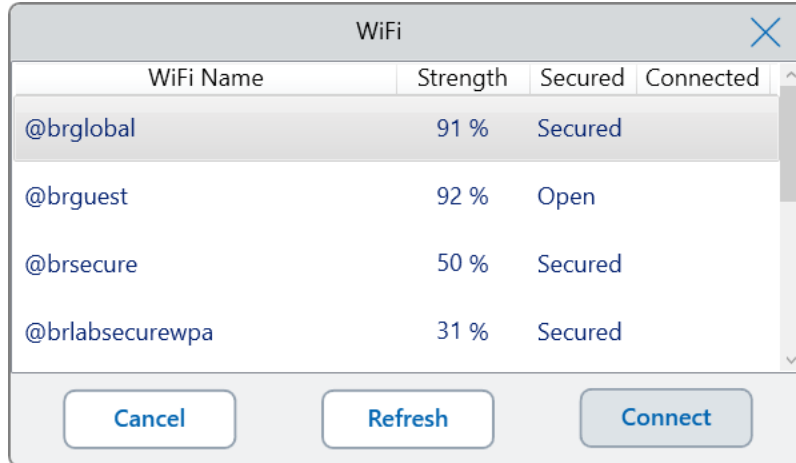 WiFi
WiFi Name Strength Secured Connected
@brglobal 91 % Secured
@brguest 92 % Open
@brsecure 50 % Secured
@brlabsecurewpa 31 % Secured
Cancel Refresh Connect